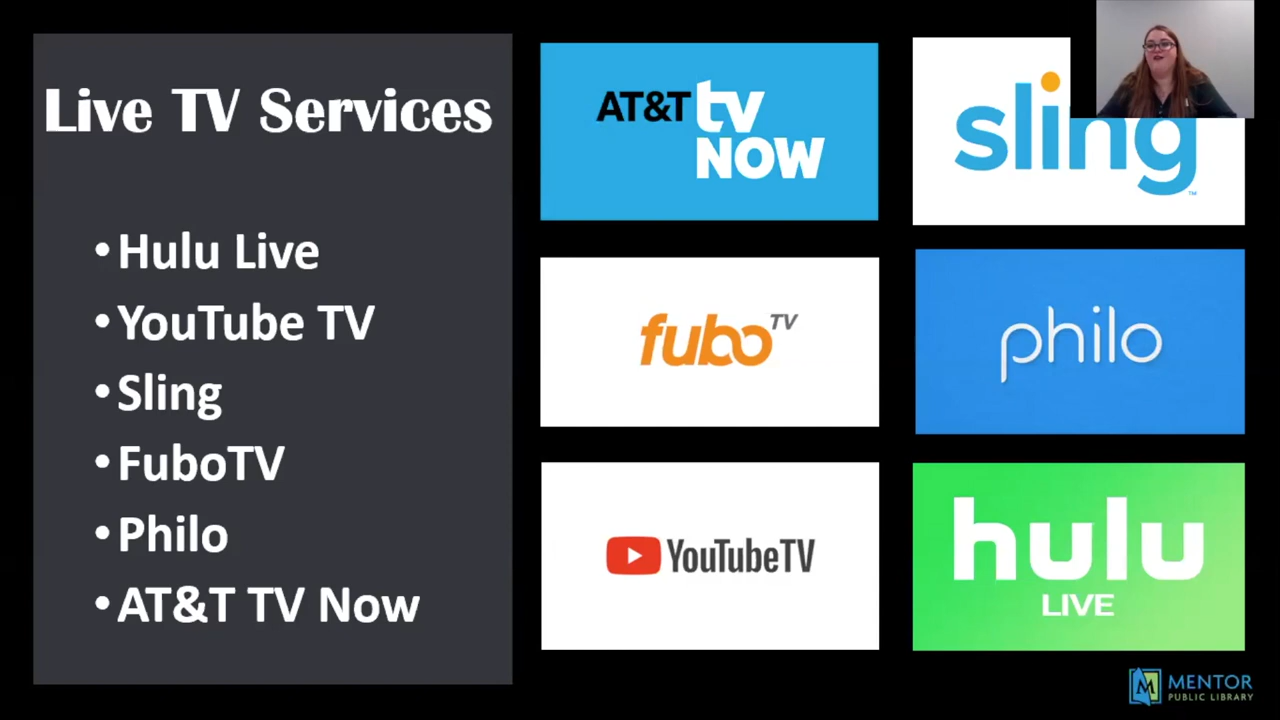 Live TV Services
• Hulu Live
• YouTube TV
• Sling
• FuboTV
• Philo
• AT&T TV Now
AT&T tv
NOW
sling
™
fubo TV
philo
YouTubeTV
hulu
LIVE
MENTOR
PUBLIC LIBRARY